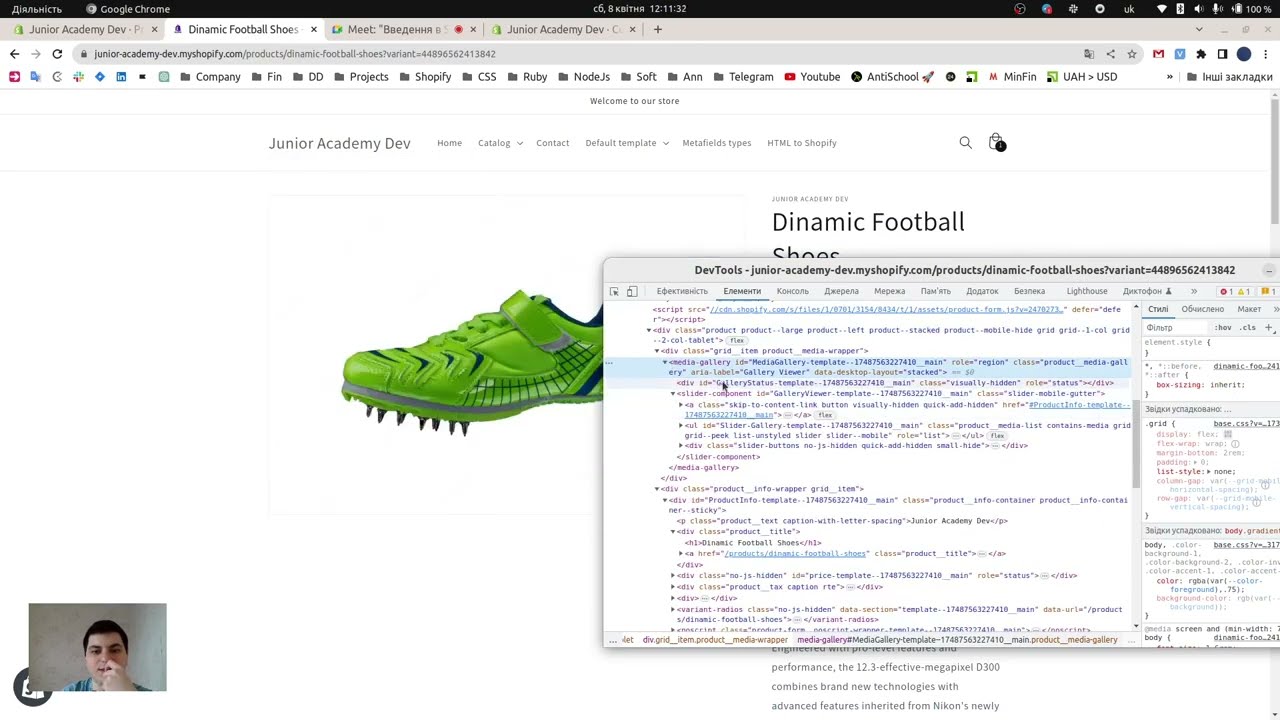 Діяльність
Google Chrome
сб, 8 квітня 12:11:32
uk
100 %
Junior Academy Dev · Pr
Dinamic Football Shoes
Meet: "Введення в S
Junior Academy Dev · C
junior-academy-dev.myshopify.com/products/dinamic-football-shoes?variant=44896562413842
Company
Fin
DD
Projects
Shopify
CSS
Ruby
NodeJs
Soft
Ann
Telegram
Youtube
AntiSchool 🚀
MinFin
UAH > USD
»
Інші закладки
Welcome to our store
Junior Academy Dev
Home
Catalog
Contact
Default template
Metafields types
HTML to Shopify
1
JUNIOR ACADEMY DEV
Dinamic Football
Shoes
DevTools - junior-academy-dev.myshopify.com/products/dinamic-football-shoes?variant=44896562413842
Ефективність
Елементи
Консоль
Джерела
Мережа
Пам'ять
Додаток
Безпека
Lighthouse
Диктофон
»
1
1
1
<script src="//cdn.shopify.com/s/files/1/0701/3154/8434/t/1/assets/product-form.js?v=2470273…" defer="defe
r"></script>
<div class="product product--large product--left product--stacked product--mobile-hide grid grid--1-col grid
--2-col-tablet"> flex
<div class="grid__item product__media-wrapper">
<media-gallery id="MediaGallery-template--17487563227410__main" role="region" class="product__media-gall
ery" aria-label="Gallery Viewer" data-desktop-layout="stacked"> == $0
<div id="GalleryStatus-template--17487563227410__main" class="visually-hidden" role="status"></div>
<slider-component id="GalleryViewer-template--17487563227410__main" class="slider-mobile-gutter">
<a class="skip-to-content-link button visually-hidden quick-add-hidden" href="#ProductInfo-template--
17487563227410__main">…</a> flex
<ul id="Slider-Gallery-template--17487563227410__main" class="product__media-list contains-media grid
grid--peek list-unstyled slider slider--mobile" role="list">…</ul> flex
<div class="slider-buttons no-js-hidden quick-add-hidden small-hide">…</div>
</slider-component>
</media-gallery>
</div>
<div class="product__info-wrapper grid__item">
<div id="ProductInfo-template--17487563227410__main" class="product__info-container product__info-contai
ner--sticky">
<p class="product__text caption-with-letter-spacing">Junior Academy Dev</p>
<div class="product__title">
<h1>Dinamic Football Shoes</h1>
<a href="/products/dinamic-football-shoes" class="product__title">…</a>
</div>
<div class="no-js-hidden" id="price-template--17487563227410__main" role="status">…</div>
<div class="product__tax caption rte">…</div>
<div>…</div>
<variant-radios class="no-js-hidden" data-section="template--17487563227410__main" data-url="/product
s/dinamic-football-shoes">…</variant-radios>
… div.grid__item.product__media-wrapper media-gallery#MediaGallery-template--17487563227410__main.product__media-gallery
Стилі
Обчислено
Макет
»
Фільтр
:hov .cls
element.style {
}
*, *::before, dinamic-foo…241
*::after {
box-sizing: inherit;
}
Звідки успадковано: …
.grid { base.css?v=…173
display: flex;
flex-wrap: wrap;
margin-bottom: 2rem;
padding: 0;
list-style: none;
column-gap: var(--grid-mobile-
horizontal-spacing);
row-gap: var(--grid-mobile-
vertical-spacing);
}
Звідки успадковано: body.gradient
body, .color- base.css?v=…317
background-1,
.color-background-2, .color-inv
.color-accent-1, .color-accent-
color: rgba(var(--color-
foreground),.75);
background-color: rgb(var(--
));
}
@media screen and (min-width: 7
body { dinamic-foo…241
Engineered with pro-level features and
performance, the 12.3-effective-megapixel D300
combines brand new technologies with
advanced features inherited from Nikon's newly